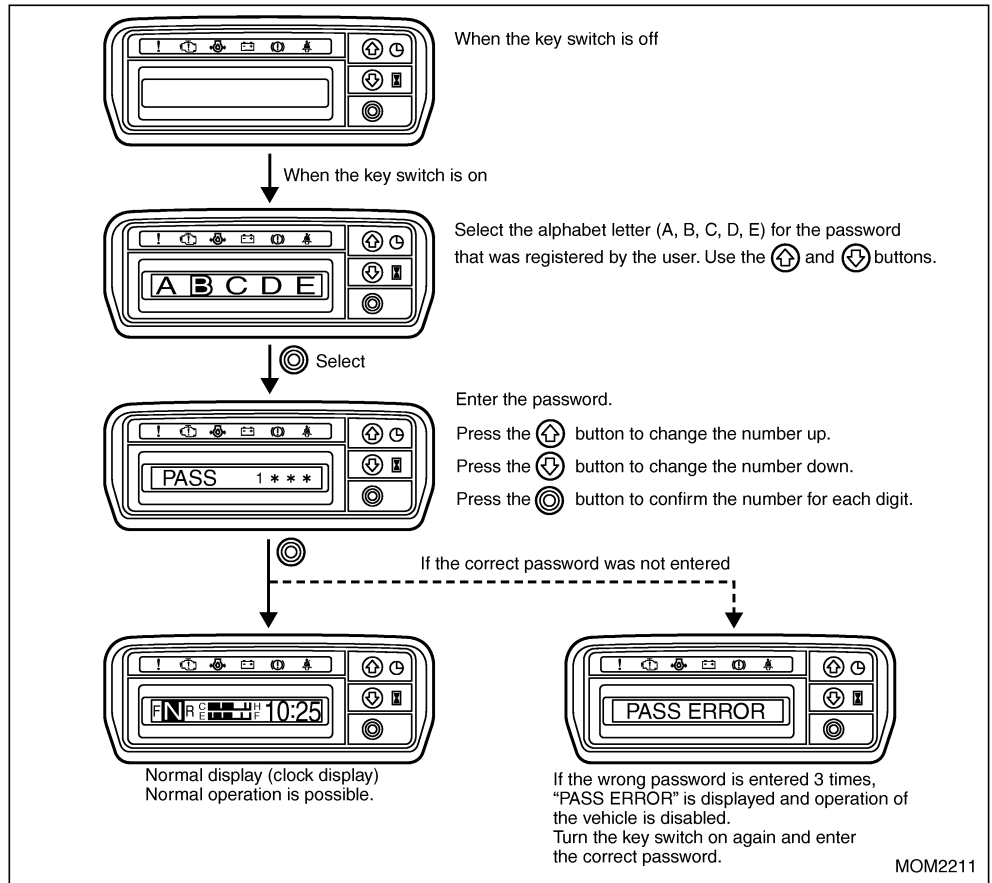 When the key switch is off
When the key switch is on
Select the alphabet letter (A, B, C, D, E) for the password
that was registered by the user. Use the and buttons.
A B C D E
Select
Enter the password.
Press the button to change the number up.
Press the button to change the number down.
Press the button to confirm the number for each digit.
PASS 1 * * *
If the correct password was not entered
F N R C H E F 10:25
PASS ERROR
Normal display (clock display)
Normal operation is possible.
If the wrong password is entered 3 times,
“PASS ERROR” is displayed and operation of
the vehicle is disabled.
Turn the key switch on again and enter
the correct password.
MOM2211